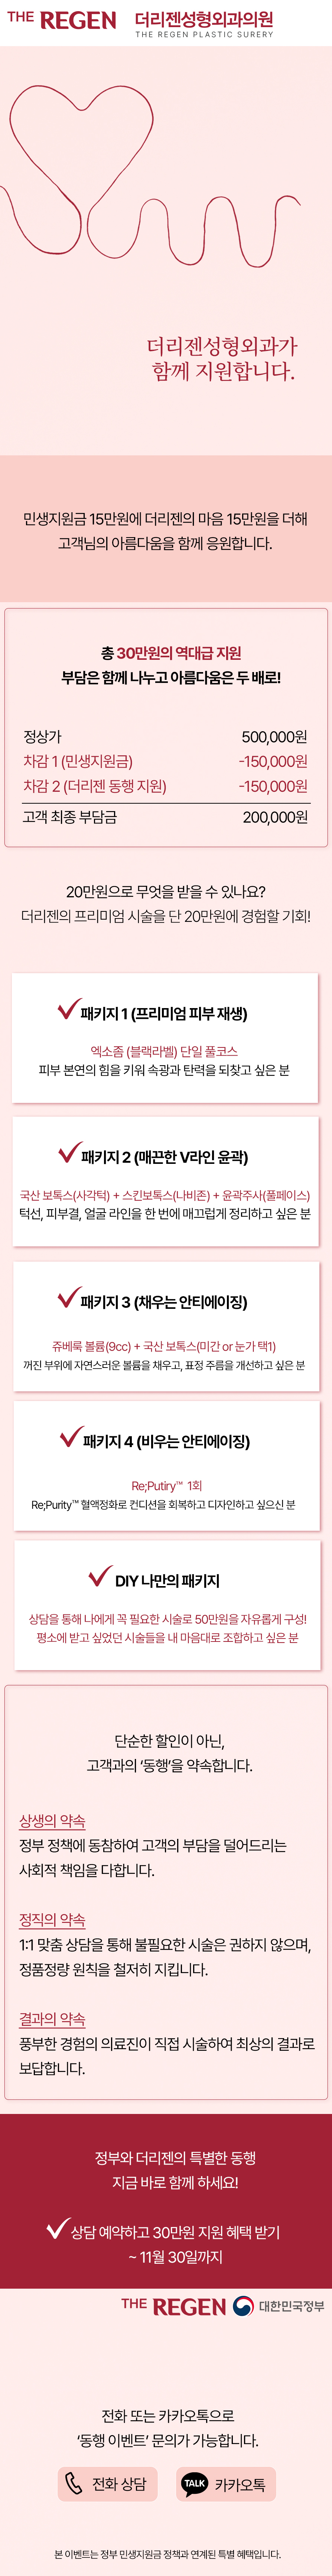 THE REGEN 더리젠성형외과의원
THE REGEN PLASTIC SURERY
더리젠성형외과가
함께 지원합니다.
민생지원금 15만원에 더리젠의 마음 15만원을 더해
고객님의 아름다움을 함께 응원합니다.
총 30만원의 역대급 지원
부담은 함께 나누고 아름다움은 두 배로!
정상가 500,000원
차감 1 (민생지원금) -150,000원
차감 2 (더리젠 동행 지원) -150,000원
고객 최종 부담금 200,000원
20만원으로 무엇을 받을 수 있나요?
더리젠의 프리미엄 시술을 단 20만원에 경험할 기회!
패키지 1 (프리미엄 피부 재생)
엑소좀 (블랙라벨) 단일 풀코스
피부 본연의 힘을 키워 속광과 탄력을 되찾고 싶은 분
패키지 2 (매끈한 V라인 윤곽)
국산 보톡스(사각턱) + 스킨보톡스(나비존) + 윤곽주사(풀페이스)
턱선, 피부결, 얼굴 라인을 한 번에 매끄럽게 정리하고 싶은 분
패키지 3 (채우는 안티에이징)
쥬베룩 볼륨(9cc) + 국산 보톡스(미간 or 눈가 택1)
꺼진 부위에 자연스러운 볼륨을 채우고, 표정 주름을 개선하고 싶은 분
패키지 4 (비우는 안티에이징)
Re;Putiry™ 1회
Re;Purity™ 혈액정화로 컨디션을 회복하고 디자인하고 싶으신 분
DIY 나만의 패키지
상담을 통해 나에게 꼭 필요한 시술로 50만원을 자유롭게 구성!
평소에 받고 싶었던 시술들을 내 마음대로 조합하고 싶은 분
단순한 할인이 아닌,
고객과의 ‘동행’을 약속합니다.
상생의 약속
정부 정책에 동참하여 고객의 부담을 덜어드리는
사회적 책임을 다합니다.
정직의 약속
1:1 맞춤 상담을 통해 불필요한 시술은 권하지 않으며,
정품정량 원칙을 철저히 지킵니다.
결과의 약속
풍부한 경험의 의료진이 직접 시술하여 최상의 결과로
보답합니다.
정부와 더리젠의 특별한 동행
지금 바로 함께 하세요!
상담 예약하고 30만원 지원 혜택 받기
~ 11월 30일까지
THE REGEN 대한민국정부
전화 또는 카카오톡으로
‘동행 이벤트’ 문의가 가능합니다.
전화 상담 TALK 카카오톡
본 이벤트는 정부 민생지원금 정책과 연계된 특별 혜택입니다.